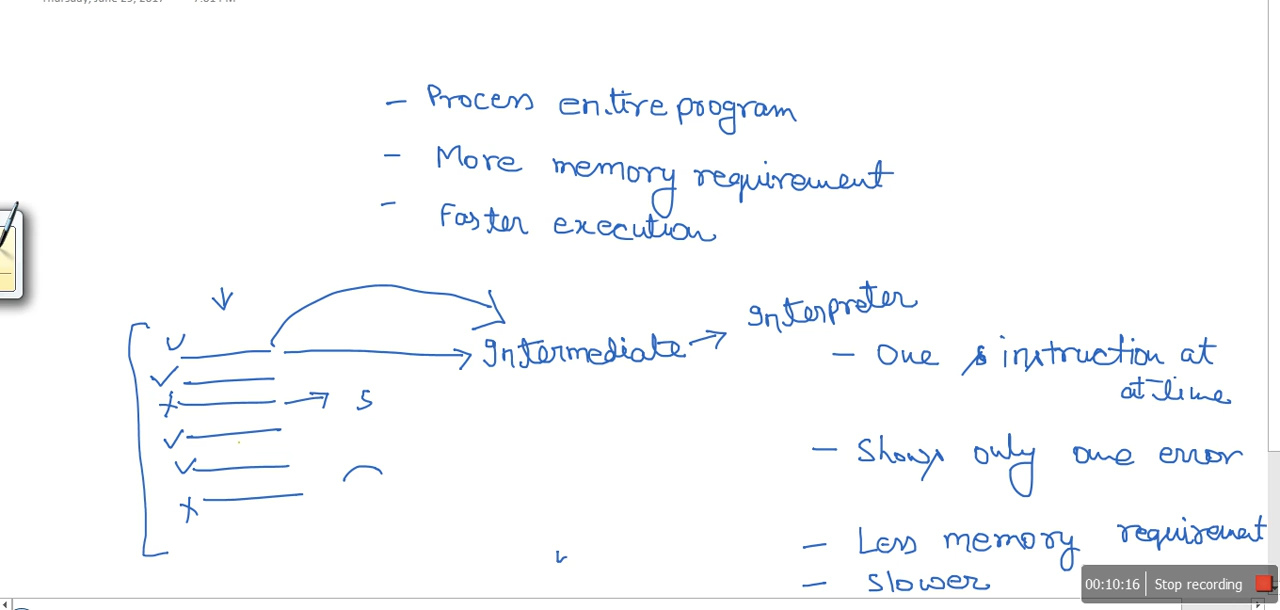 - Process entire program
- More memory requirement
- Faster execution
Interpreter
Intermediate
- One instruction at
at time
5
- Shows only one error
- Less memory requirement
- Slower
00:10:16 Stop recording